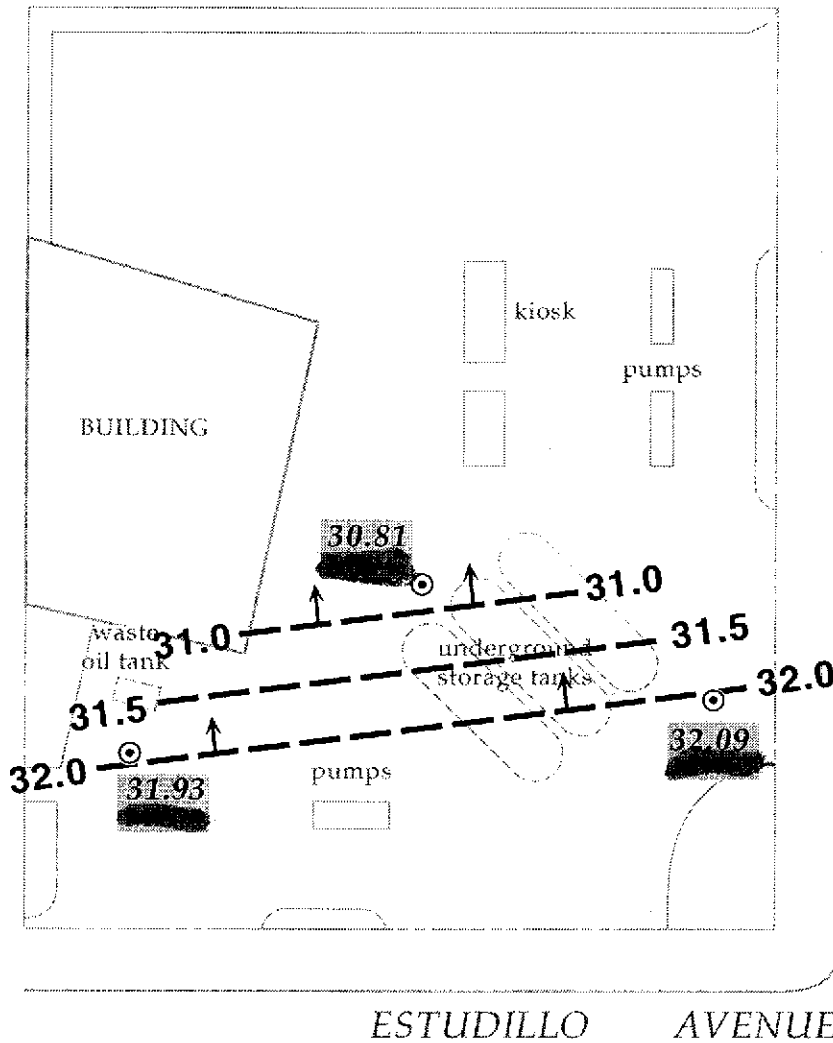 kiosk
pumps
BUILDING
30.81
31.0
31.0
waste
oil tank
31.5
underground
storage tanks
31.5
32.0
32.0
32.09
31.93
pumps
ESTUDILLO AVENUE